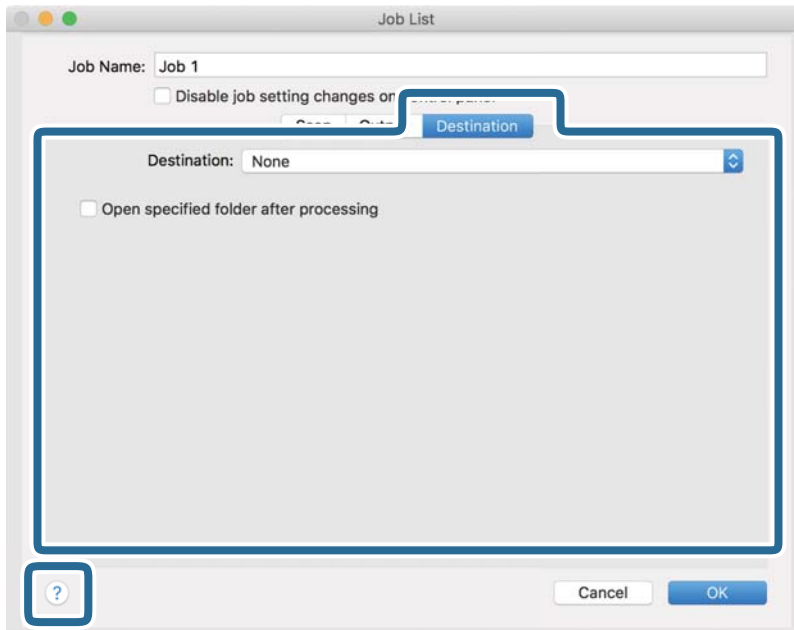 Job List
Job Name: Job 1
Disable job setting changes on
Destination
Destination: None
Open specified folder after processing
?
Cancel OK